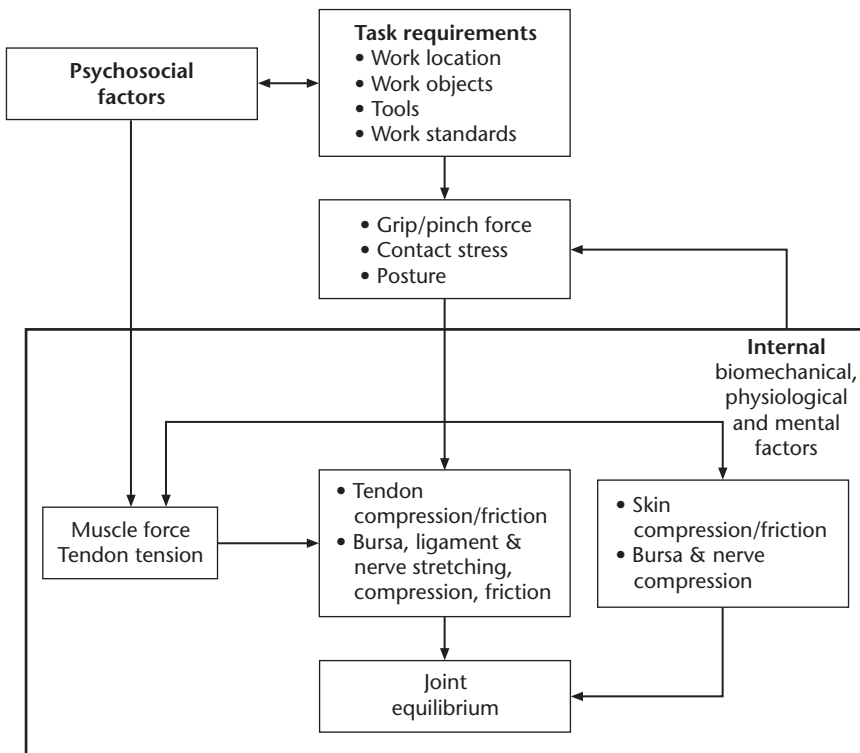 Task requirements
• Work location
• Work objects
• Tools
• Work standards
Psychosocial
factors
• Grip/pinch force
• Contact stress
• Posture
Internal
biomechanical,
physiological
and mental
factors
Muscle force
Tendon tension
• Tendon
compression/friction
• Bursa, ligament &
nerve stretching,
compression, friction
• Skin
compression/friction
• Bursa & nerve
compression
Joint
equilibrium